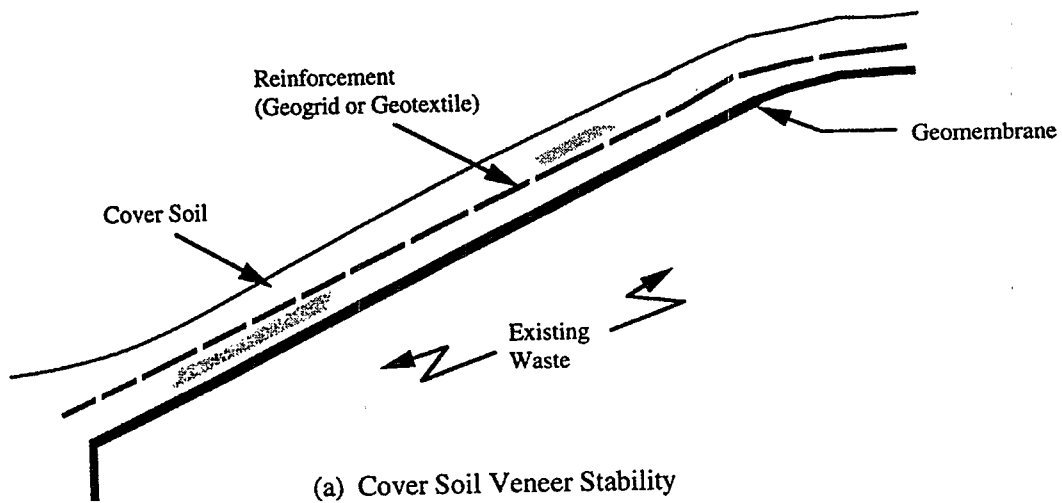 Reinforcement
(Geogrid or Geotextile)
Geomembrane
Cover Soil
Existing
Waste
(a) Cover Soil Veneer Stability